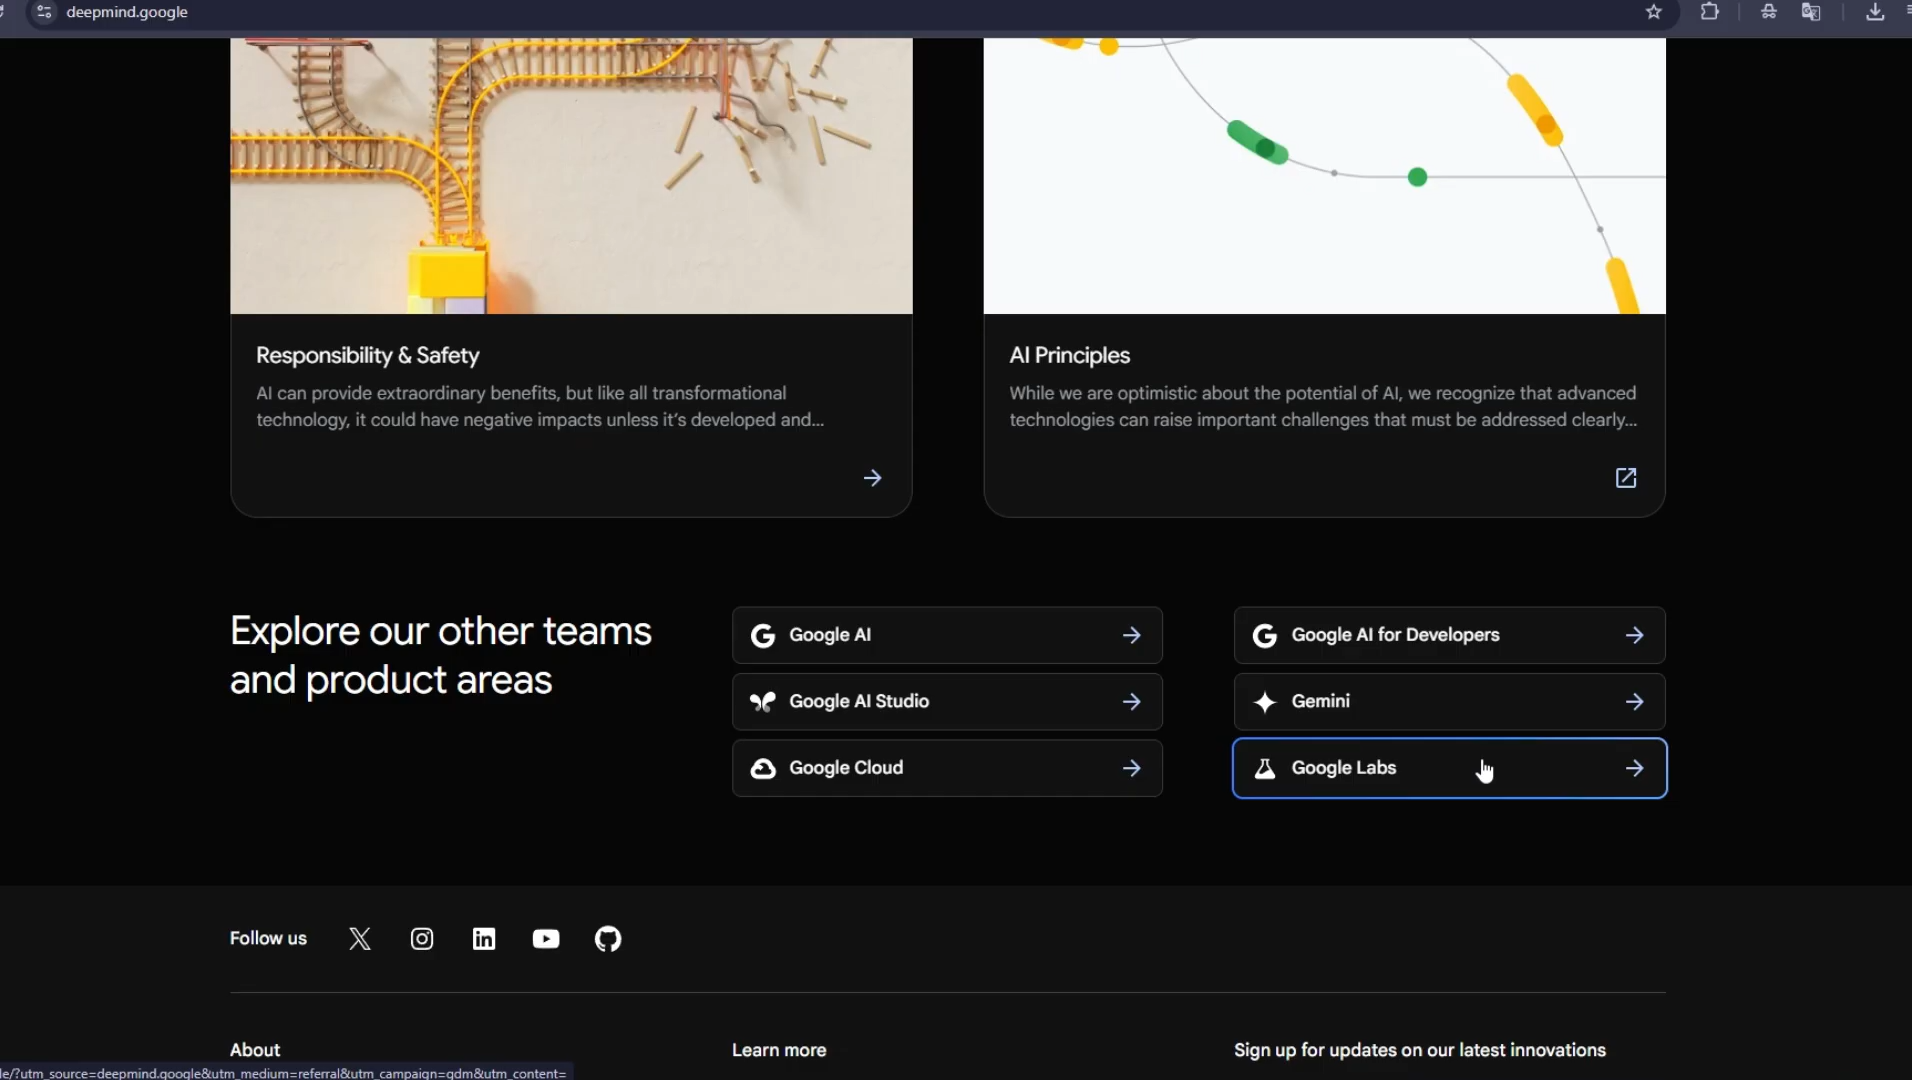 deepmind.google
Responsibility & Safety
AI can provide extraordinary benefits, but like all transformational
technology, it could have negative impacts unless it's developed and...
AI Principles
While we are optimistic about the potential of AI, we recognize that advanced
technologies can raise important challenges that must be addressed clearly...
Explore our other teams
and product areas
Google AI
Google AI for Developers
Google AI Studio
Gemini
Google Cloud
Google Labs
Follow us
About
Learn more
Sign up for updates on our latest innovations
le/?utm_source=deepmind.google&utm_medium=referral&utm_campaign=gdm&utm_content=